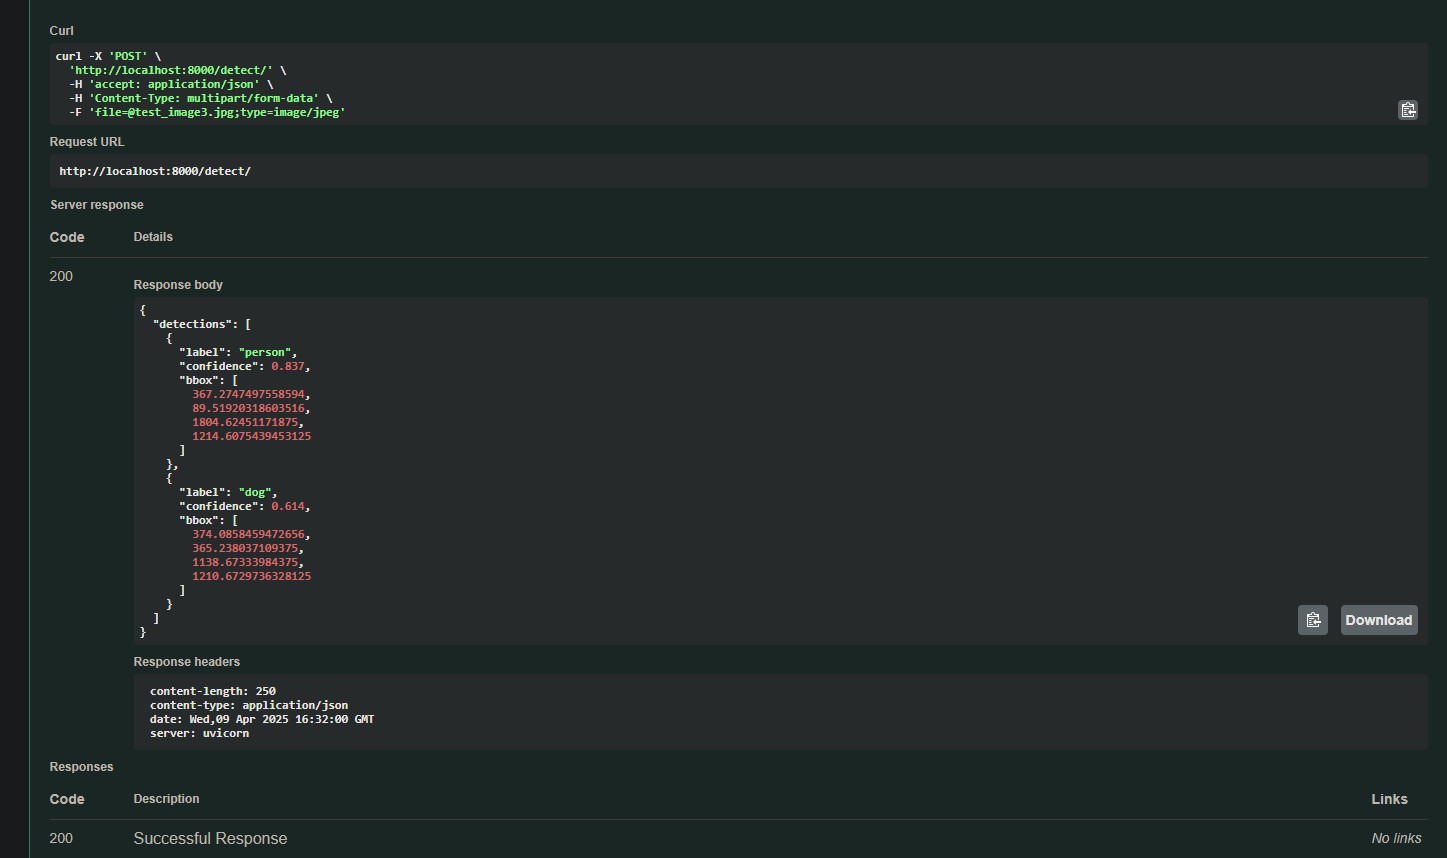 Curl
curl -X 'POST' \
  'http://localhost:8000/detect/' \
  -H 'accept: application/json' \
  -H 'Content-Type: multipart/form-data' \
  -F 'file=@test_image3.jpg;type=image/jpeg'
Request URL
http://localhost:8000/detect/
Server response
Code Details
200
Response body
{
  "detections": [
    {
      "label": "person",
      "confidence": 0.837,
      "bbox": [
        367.2747497558594,
        89.51920318603516,
        1804.62451171875,
        1214.6075439453125
      ]
    },
    {
      "label": "dog",
      "confidence": 0.614,
      "bbox": [
        374.0858459472656,
        365.238037109375,
        1138.67333984375,
        1210.6729736328125
      ]
    }
  ]
}
Download
Response headers
content-length: 250
content-type: application/json
date: Wed,09 Apr 2025 16:32:00 GMT
server: uvicorn
Responses
Code Description Links
200 Successful Response No links